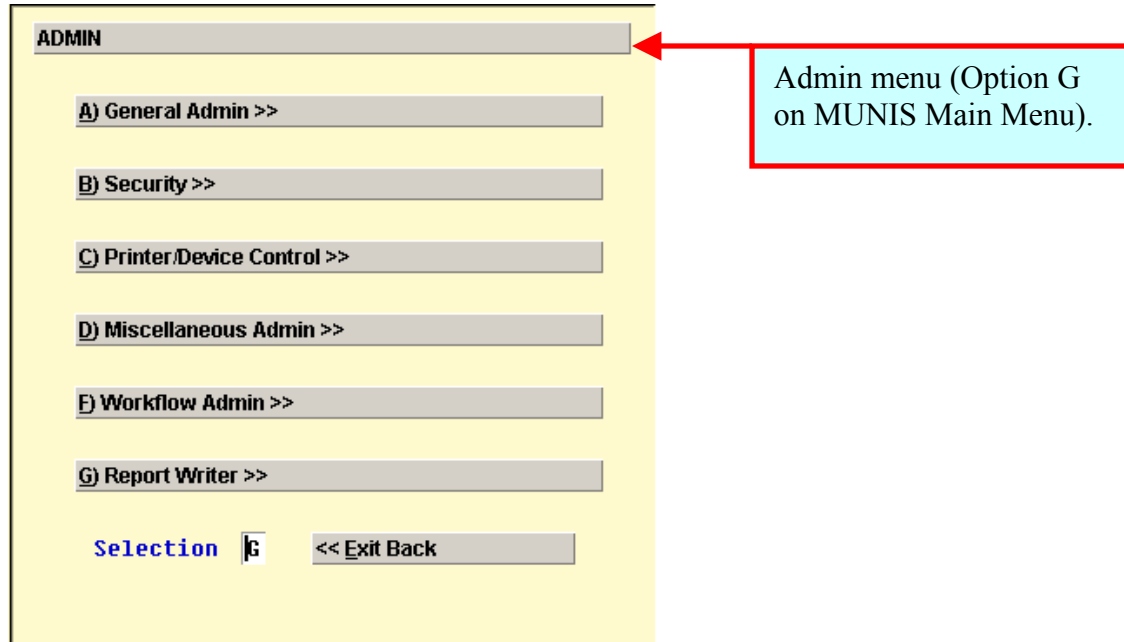 ADMIN
Admin menu (Option G
on MUNIS Main Menu).
A) General Admin >>
B) Security >>
C) Printer/Device Control >>
D) Miscellaneous Admin >>
F) Workflow Admin >>
G) Report Writer >>
Selection G << Exit Back